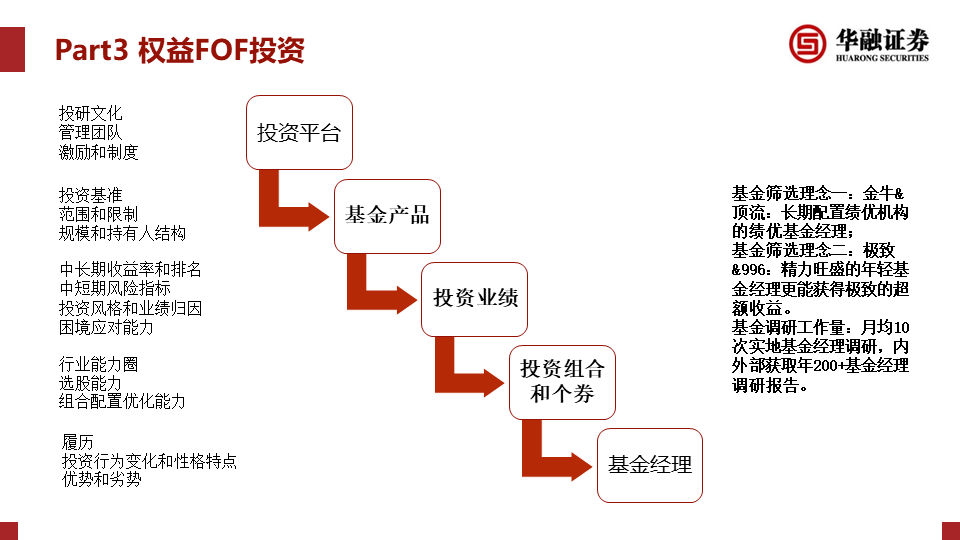 Part3 权益FOF投资
华融证券
HUARONG SECURITIES
投研文化
管理团队
激励和制度
投资平台
投资基准
范围和限制
规模和持有人结构
基金产品
中长期收益率和排名
中短期风险指标
投资风格和业绩归因
困境应对能力
投资业绩
行业能力圈
选股能力
组合配置优化能力
投资组合
和个券
履历
投资行为变化和性格特点
优势和劣势
基金经理
基金筛选理念一：金牛&
顶流：长期配置绩优机构
的绩优基金经理；
基金筛选理念二：极致
&996：精力旺盛的年轻基
金经理更能获得极致的超
额收益。
基金调研工作量：月均10
次实地基金经理调研，内
外部获取年200+基金经理
调研报告。